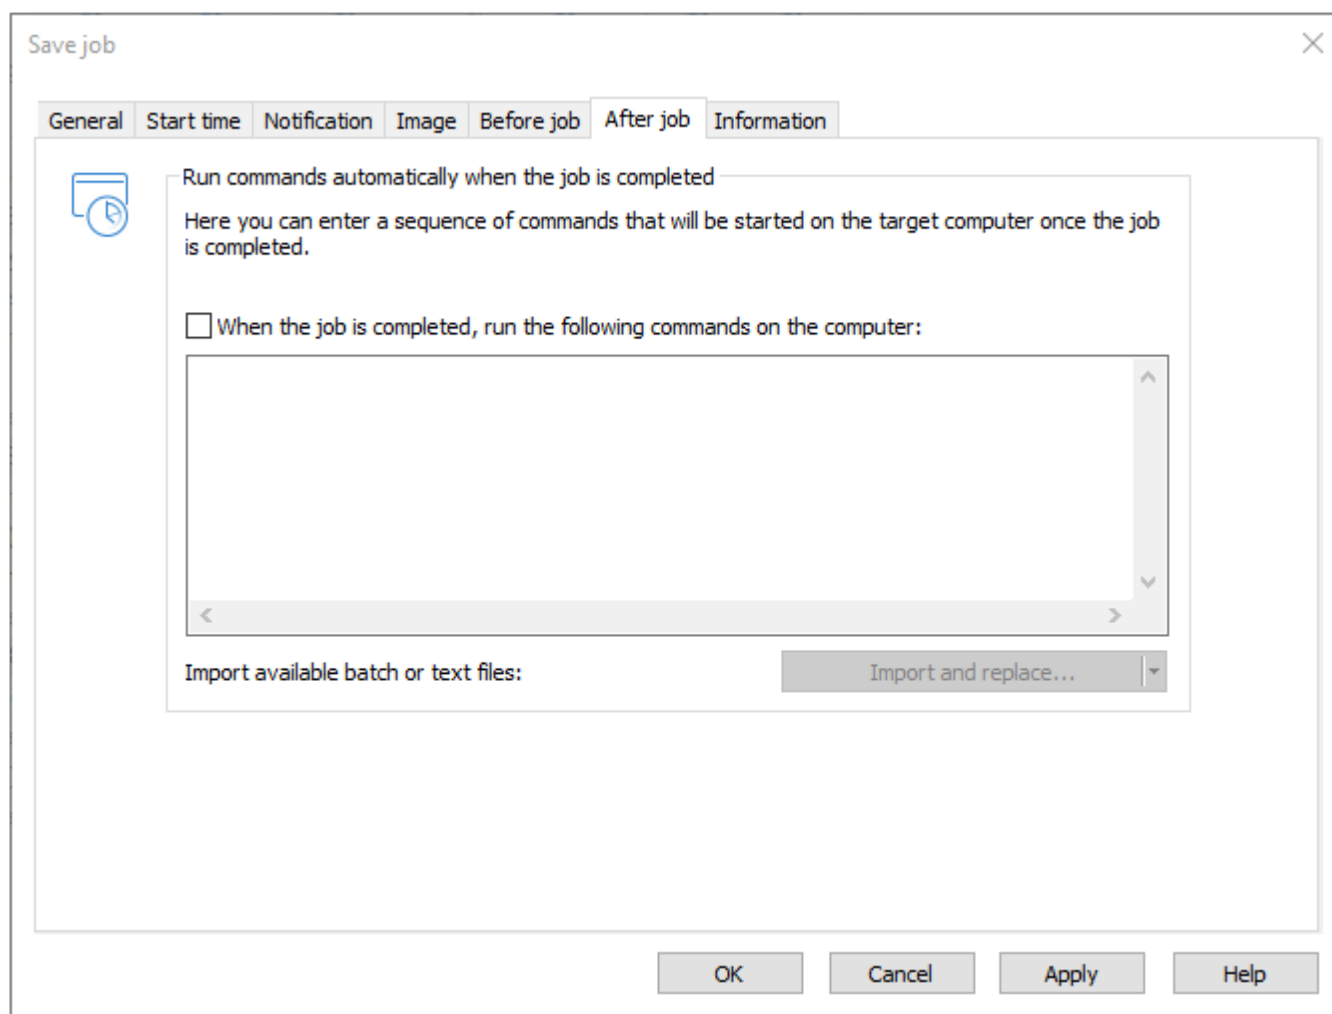 Save job
General Start time Notification Image Before job After job Information
Run commands automatically when the job is completed
Here you can enter a sequence of commands that will be started on the target computer once the job
is completed.
When the job is completed, run the following commands on the computer:
Import available batch or text files: Import and replace...
OK Cancel Apply Help